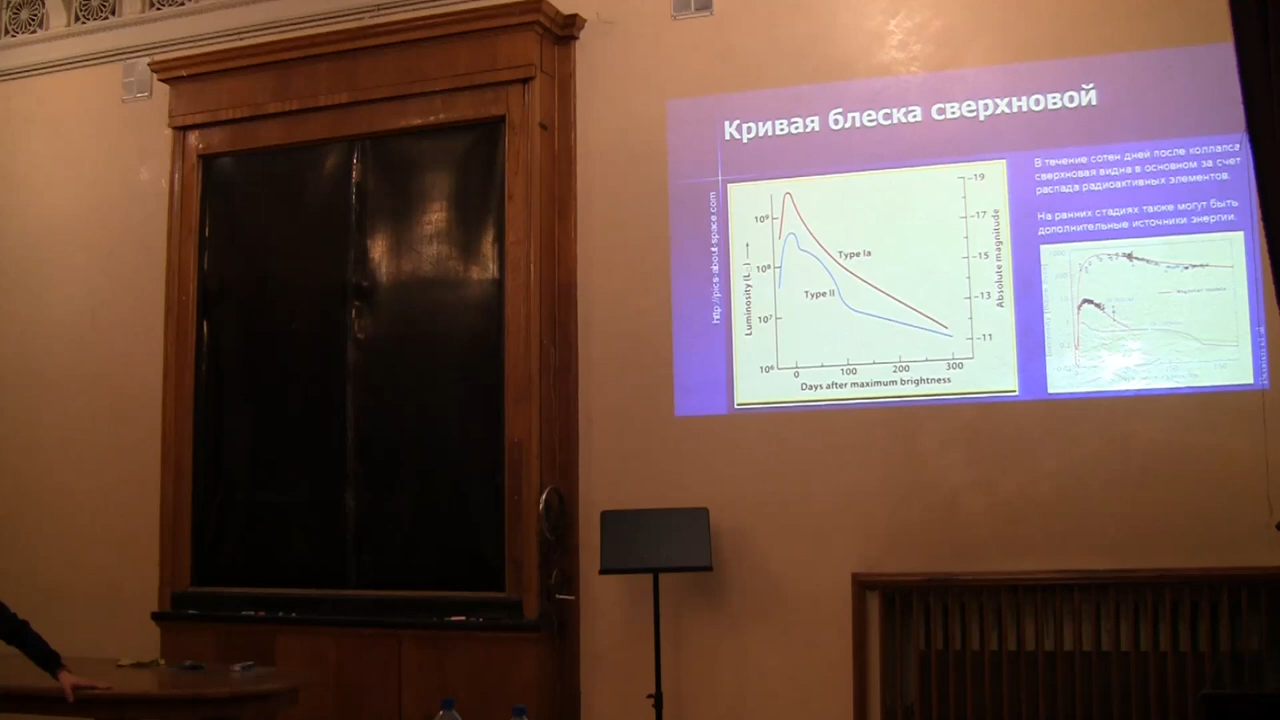 Кривая блеска сверхновой
http://pics-about-space.com
Luminosity (L☉) →
10⁹
10⁸
10⁷
10⁶
Type Ia
Type II
0
100
200
300
Days after maximum brightness
–19
–17
–15
–13
–11
Absolute magnitude
В течение сотен дней после коллапса
сверхновая видна в основном за счет
распада радиоактивных элементов.
На ранних стадиях также могут быть
дополнительные источники энергии.